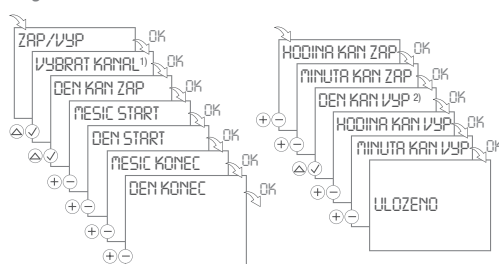 ZAP/VYP
OK
VYBRAT KANAL 1)
OK
DEN KAN ZAP
OK
MESIC START
OK
DEN START
OK
MESIC KONEC
OK
DEN KONEC
OK
HODINA KAN ZAP
OK
MINUTA KAN ZAP
OK
DEN KAN VYP 2)
OK
HODINA KAN VYP
OK
MINUTA KAN VYP
OK
ULOZENO